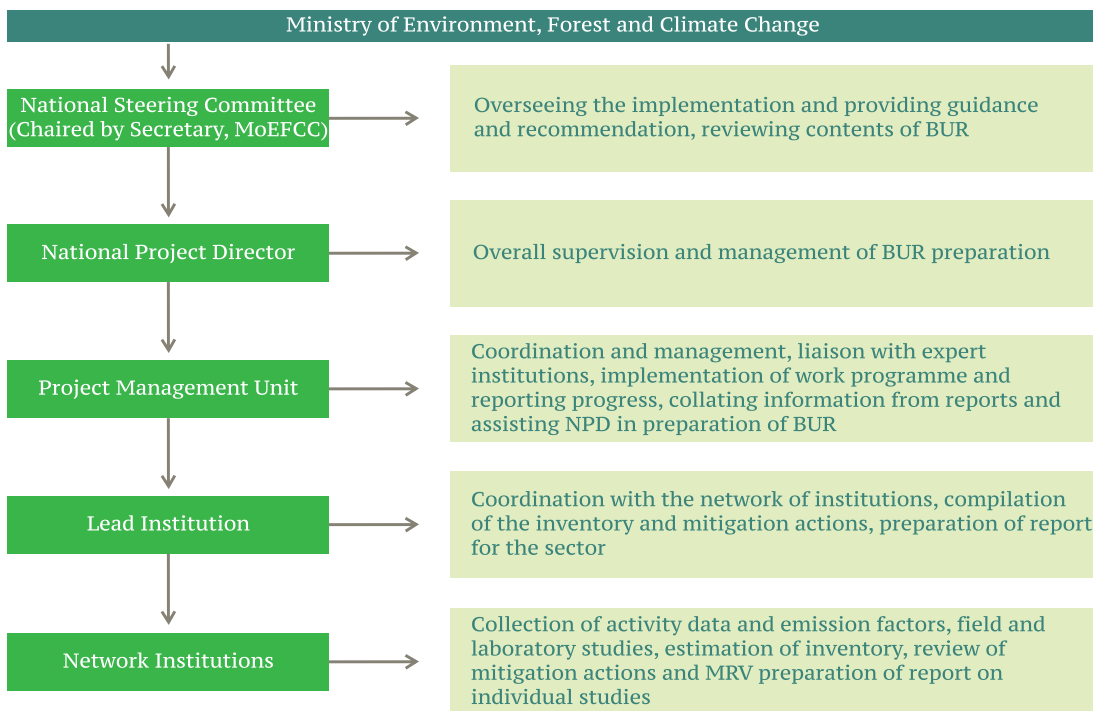 Ministry of Environment, Forest and Climate Change
National Steering Committee
(Chaired by Secretary, MoEFCC)
Overseeing the implementation and providing guidance
and recommendation, reviewing contents of BUR
National Project Director
Overall supervision and management of BUR preparation
Project Management Unit
Coordination and management, liaison with expert
institutions, implementation of work programme and
reporting progress, collating information from reports and
assisting NPD in preparation of BUR
Lead Institution
Coordination with the network of institutions, compilation
of the inventory and mitigation actions, preparation of report
for the sector
Network Institutions
Collection of activity data and emission factors, field and
laboratory studies, estimation of inventory, review of
mitigation actions and MRV preparation of report on
individual studies